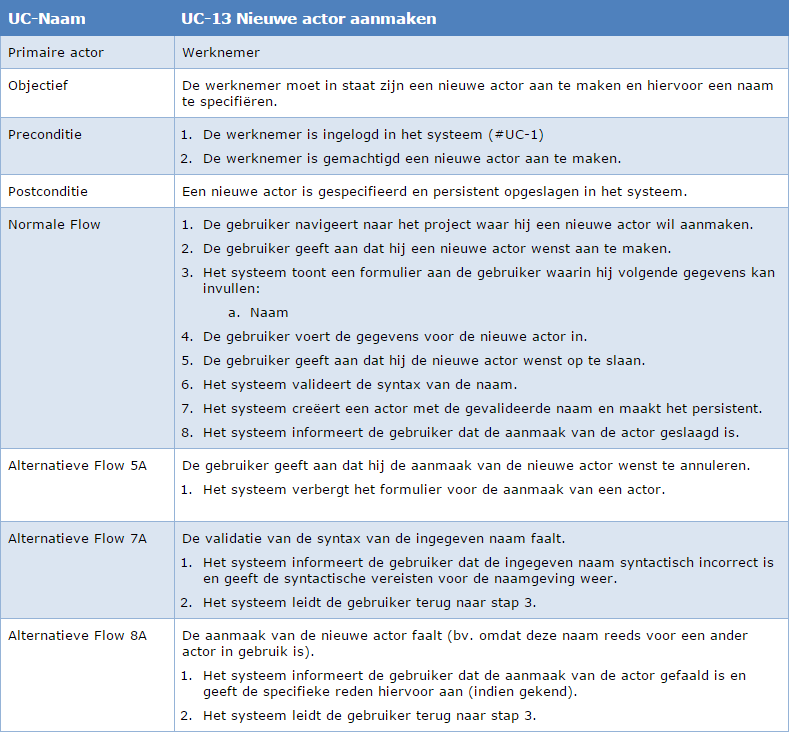 UC-Naam
UC-13 Nieuwe actor aanmaken
Primaire actor
Werknemer
Objectief
De werknemer moet in staat zijn een nieuwe actor aan te maken en hiervoor een naam
te specifiëren.
Preconditie
1. De werknemer is ingelogd in het systeem (#UC-1)
2. De werknemer is gemachtigd een nieuwe actor aan te maken.
Postconditie
Een nieuwe actor is gespecifieerd en persistent opgeslagen in het systeem.
Normale Flow
1. De gebruiker navigeert naar het project waar hij een nieuwe actor wil aanmaken.
2. De gebruiker geeft aan dat hij een nieuwe actor wenst aan te maken.
3. Het systeem toont een formulier aan de gebruiker waarin hij volgende gegevens kan
invullen:
a. Naam
4. De gebruiker voert de gegevens voor de nieuwe actor in.
5. De gebruiker geeft aan dat hij de nieuwe actor wenst op te slaan.
6. Het systeem valideert de syntax van de naam.
7. Het systeem creëert een actor met de gevalideerde naam en maakt het persistent.
8. Het systeem informeert de gebruiker dat de aanmaak van de actor geslaagd is.
Alternatieve Flow 5A
De gebruiker geeft aan dat hij de aanmaak van de nieuwe actor wenst te annuleren.
1. Het systeem verbergt het formulier voor de aanmaak van een actor.
Alternatieve Flow 7A
De validatie van de syntax van de ingegeven naam faalt.
1. Het systeem informeert de gebruiker dat de ingegeven naam syntactisch incorrect is
en geeft de syntactische vereisten voor de naamgeving weer.
2. Het systeem leidt de gebruiker terug naar stap 3.
Alternatieve Flow 8A
De aanmaak van de nieuwe actor faalt (bv. omdat deze naam reeds voor een ander
actor in gebruik is).
1. Het systeem informeert de gebruiker dat de aanmaak van de actor gefaald is en
geeft de specifieke reden hiervoor aan (indien gekend).
2. Het systeem leidt de gebruiker terug naar stap 3.